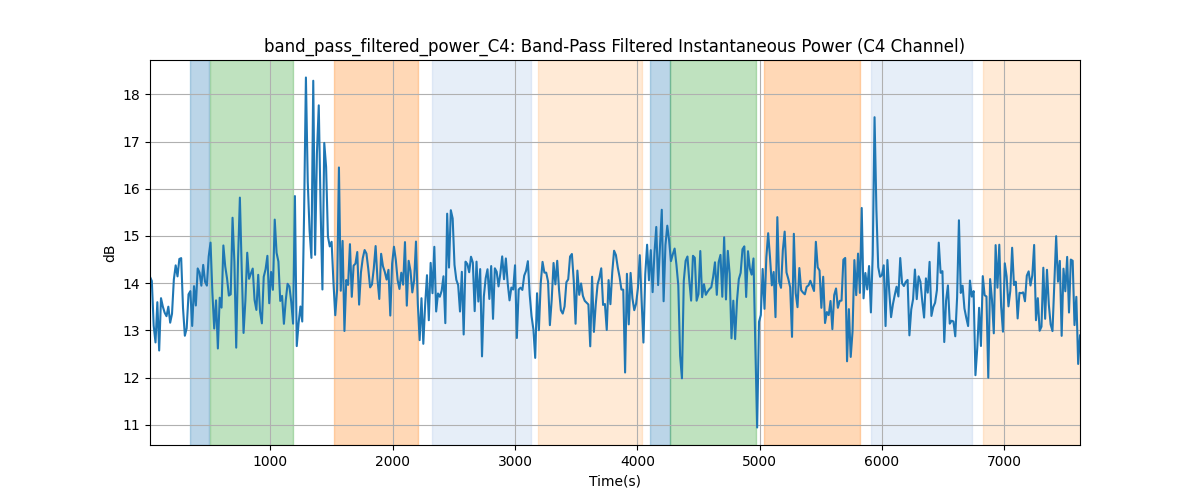 band_pass_filtered_power_C4: Band-Pass Filtered Instantaneous Power (C4 Channel)
18
17
16
15
14
13
12
11
dB
1000 2000 3000 4000 5000 6000 7000
Time(s)